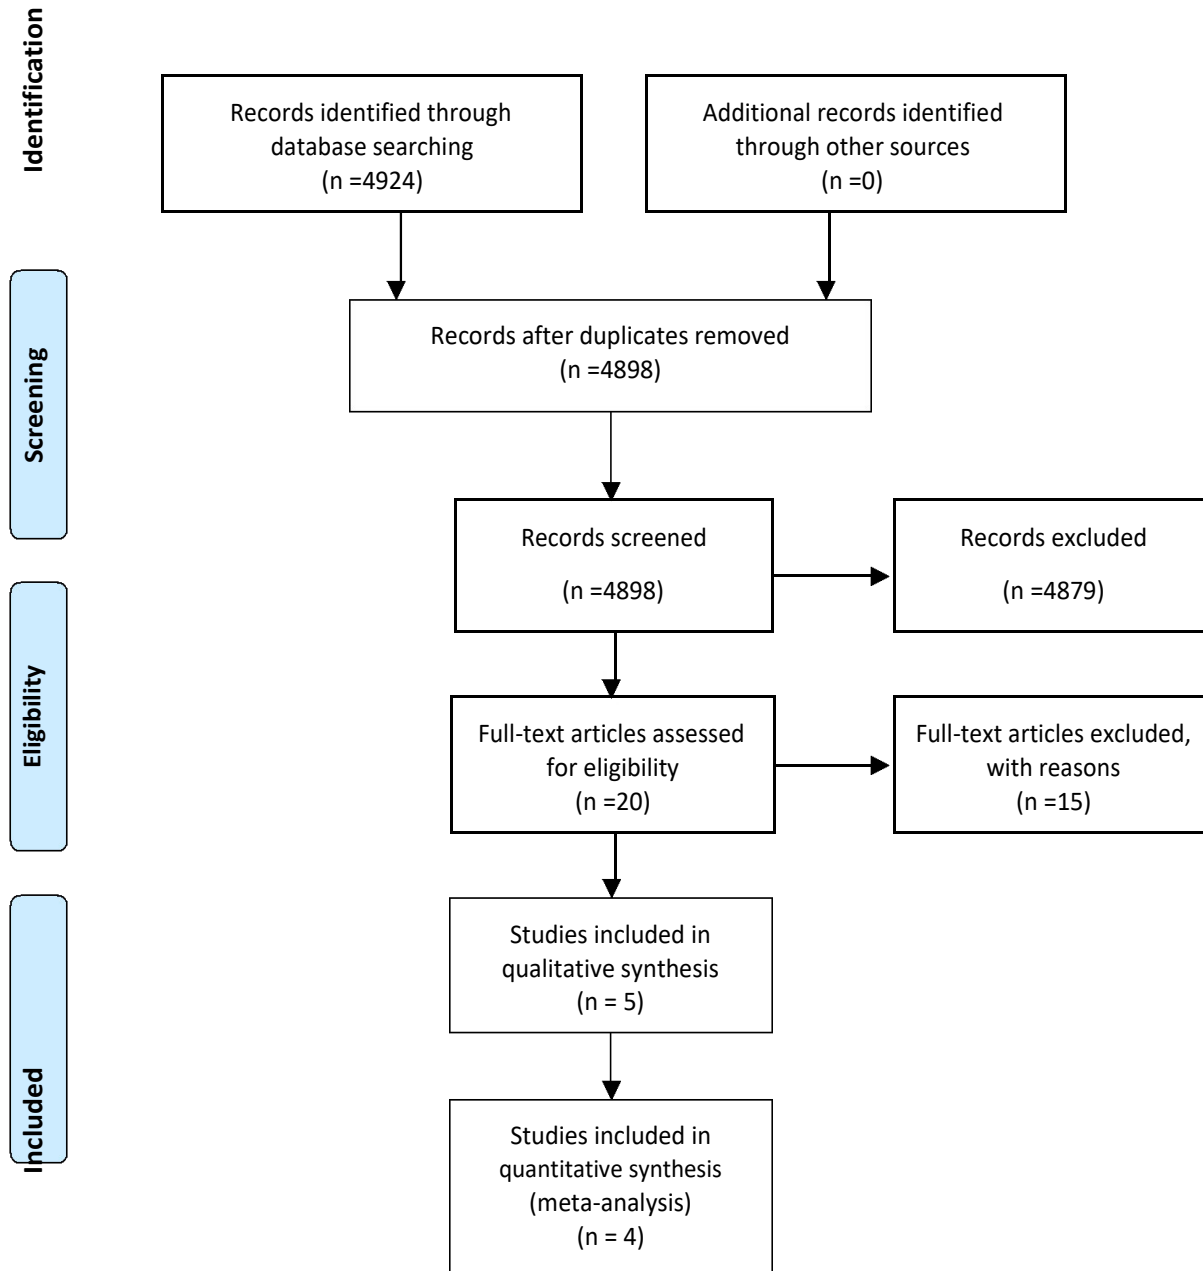 Identification
Records identified through
database searching
(n =4924)
Additional records identified
through other sources
(n =0)
Screening
Records after duplicates removed
(n =4898)
Records screened
(n =4898)
Records excluded
(n =4879)
Eligibility
Full-text articles assessed
for eligibility
(n =20)
Full-text articles excluded,
with reasons
(n =15)
Included
Studies included in
qualitative synthesis
(n = 5)
Studies included in
quantitative synthesis
(meta-analysis)
(n = 4)